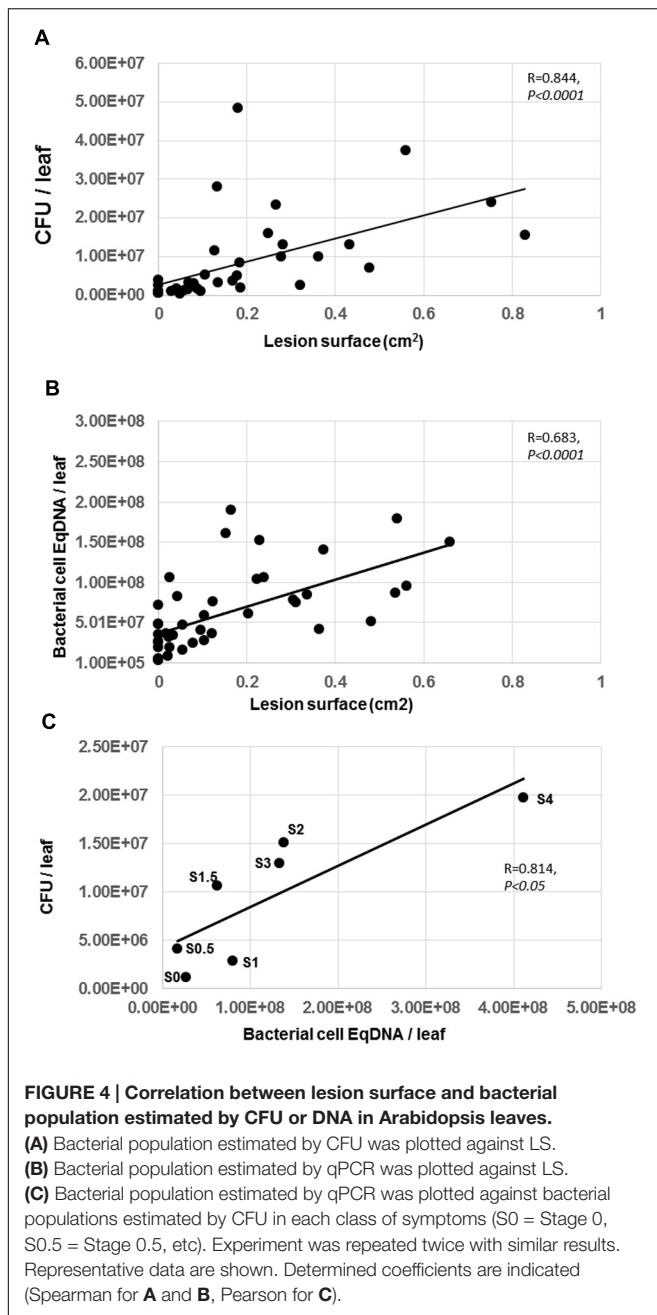 A
6.00E+07
5.00E+07
4.00E+07
3.00E+07
2.00E+07
1.00E+07
0.00E+00
CFU / leaf
R=0.844,
P<0.0001
0 0.2 0.4 0.6 0.8 1
Lesion surface (cm²)
B
3.00E+08
2.50E+08
2.00E+08
1.50E+08
1.00E+08
5.01E+07
1.00E+05
Bacterial cell EqDNA / leaf
R=0.683,
P<0.0001
0 0.2 0.4 0.6 0.8 1
Lesion surface (cm2)
C
2.50E+07
2.00E+07
1.50E+07
1.00E+07
5.00E+06
0.00E+00
CFU / leaf
S4
S2
S3
S1.5
R=0.814,
P<0.05
S0.5
S1
S0
0.00E+00 1.00E+08 2.00E+08 3.00E+08 4.00E+08 5.00E+08
Bacterial cell EqDNA / leaf
FIGURE 4 | Correlation between lesion surface and bacterial
population estimated by CFU or DNA in Arabidopsis leaves.
(A) Bacterial population estimated by CFU was plotted against LS.
(B) Bacterial population estimated by qPCR was plotted against LS.
(C) Bacterial population estimated by qPCR was plotted against bacterial
populations estimated by CFU in each class of symptoms (S0 = Stage 0,
S0.5 = Stage 0.5, etc). Experiment was repeated twice with similar results.
Representative data are shown. Determined coefficients are indicated
(Spearman for A and B, Pearson for C).